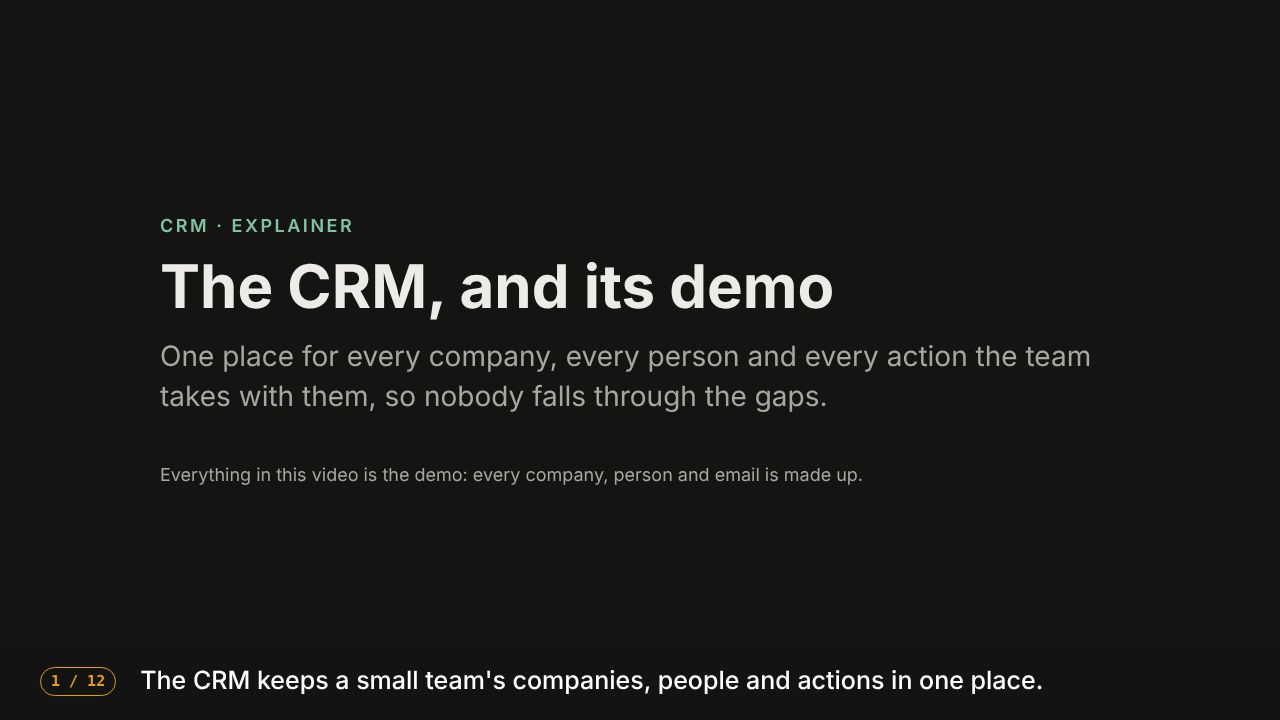 CRM · EXPLAINER
The CRM, and its demo
One place for every company, every person and every action the team
takes with them, so nobody falls through the gaps.
Everything in this video is the demo: every company, person and email is made up.
1 / 12
The CRM keeps a small team's companies, people and actions in one place.